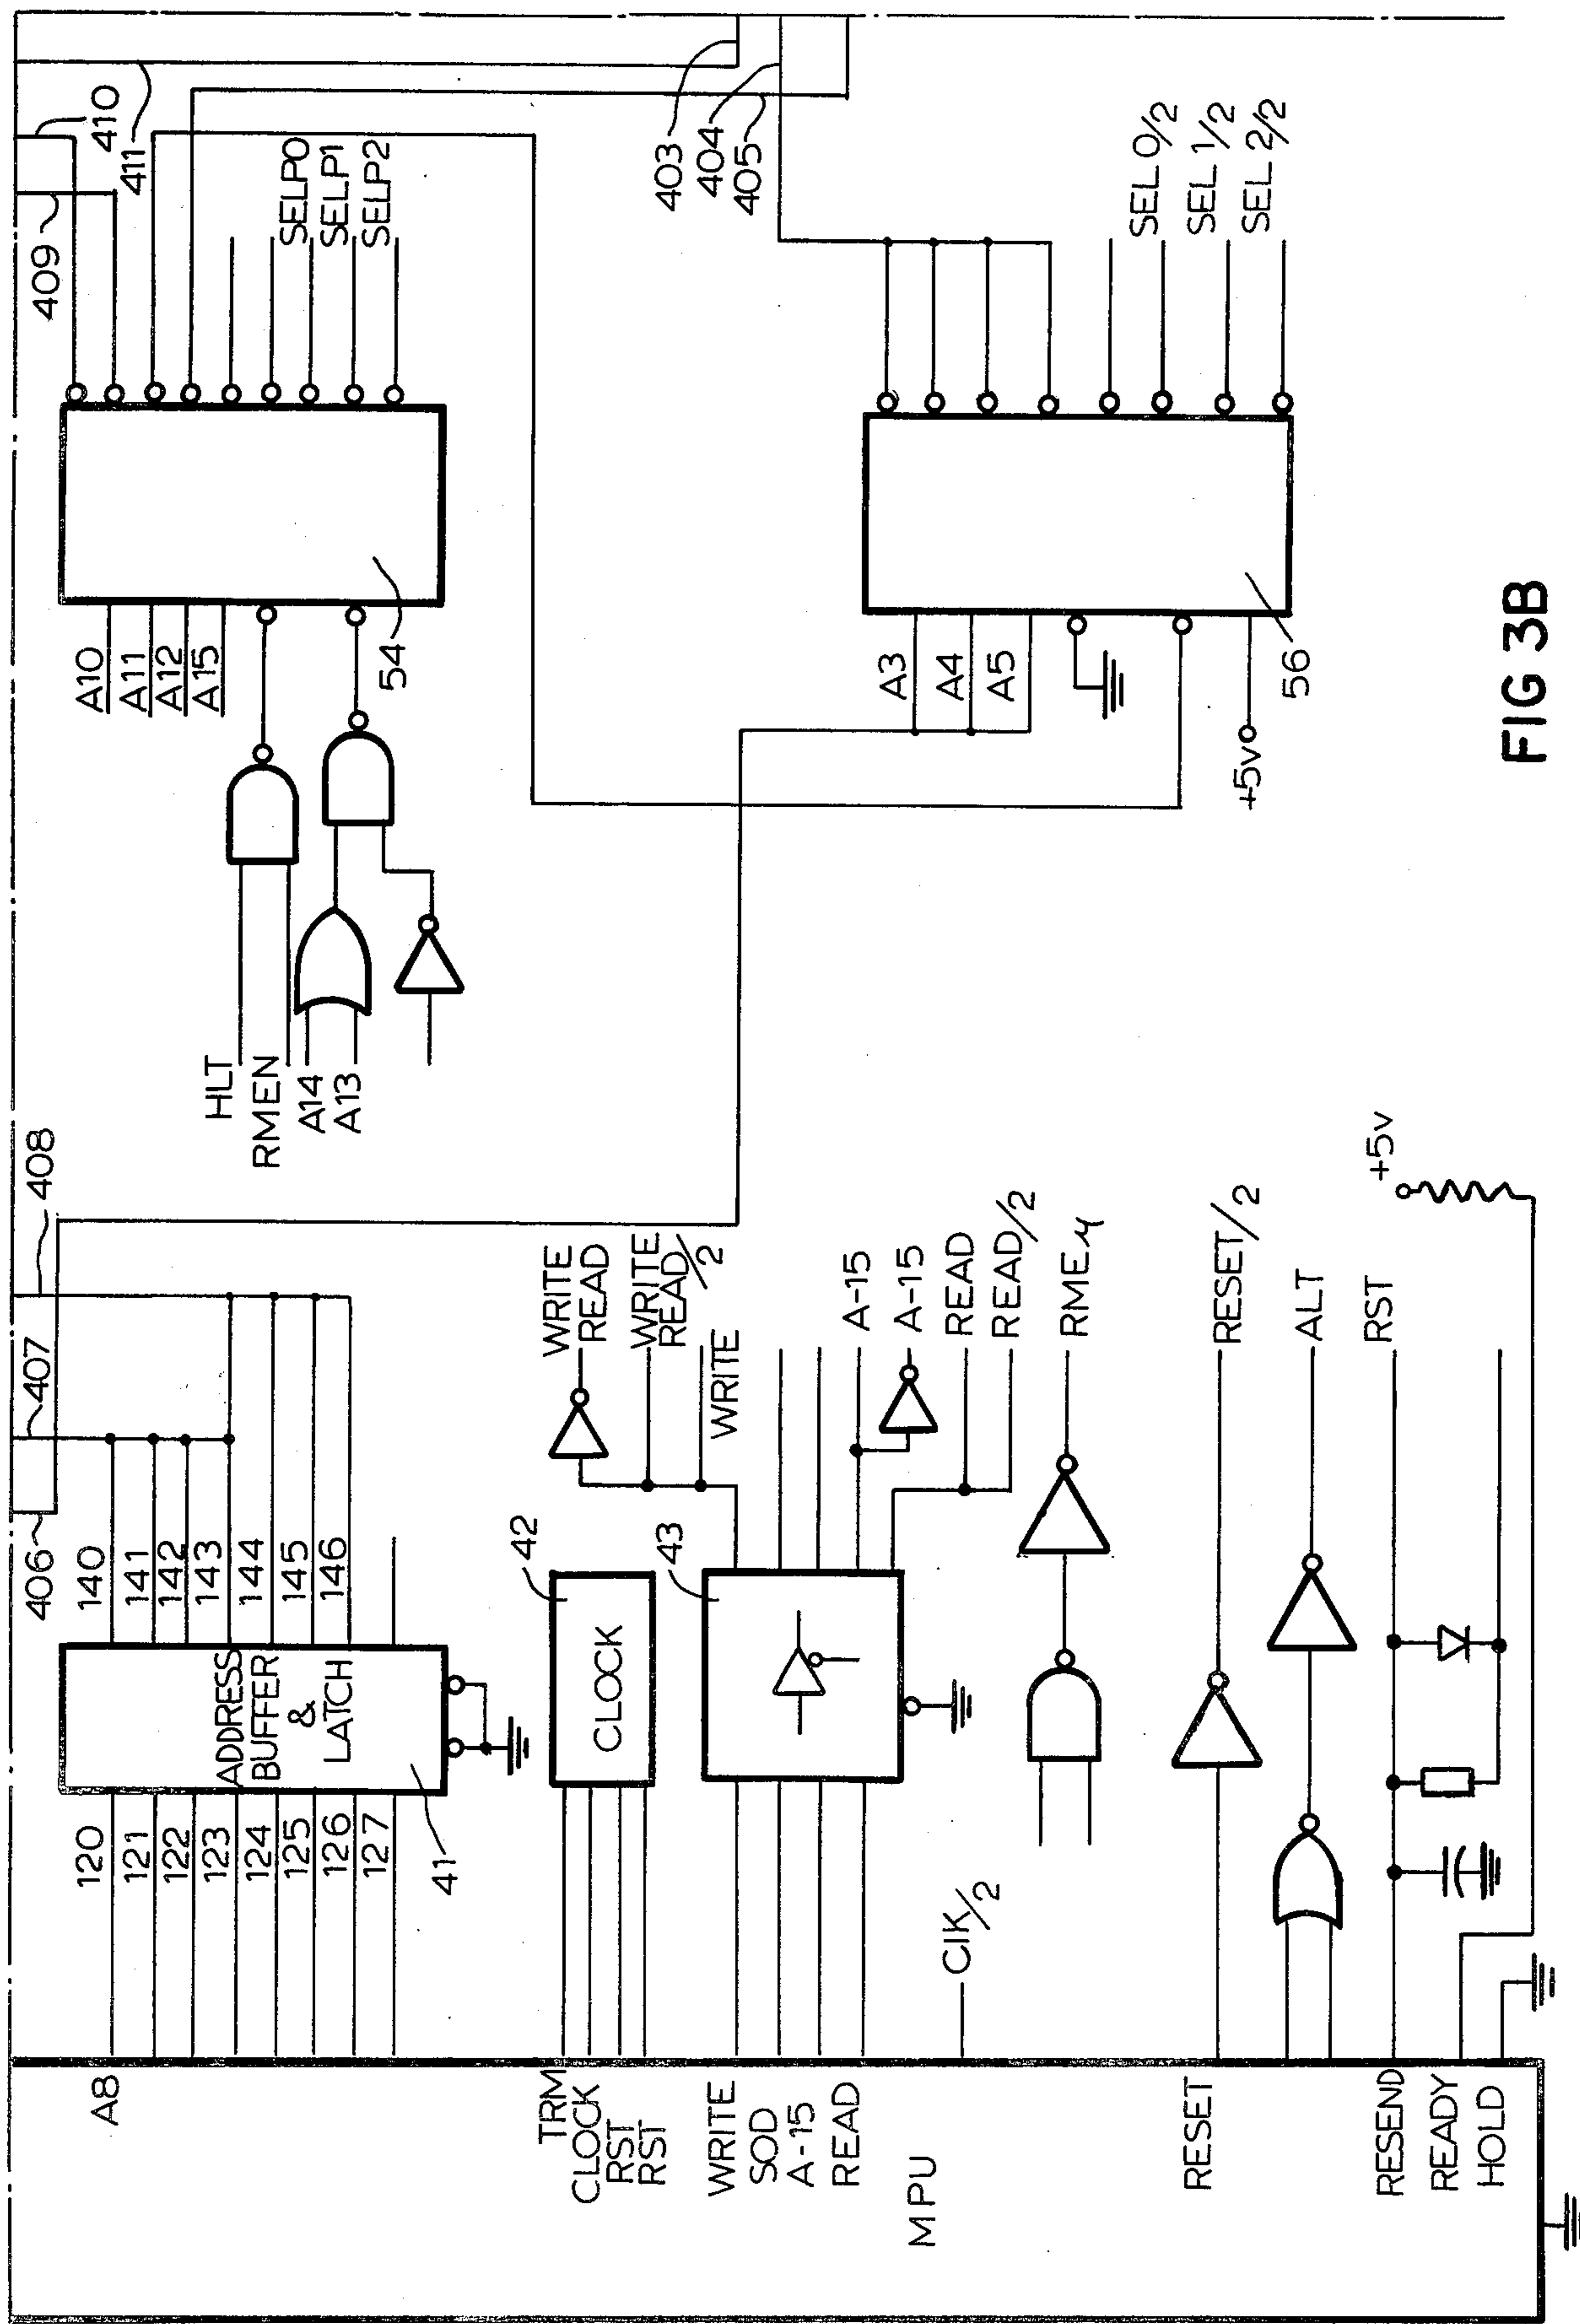 A8
TRM
CLOCK
RST
RST
WRITE
SOD
A-15
READ
MPU
RESET
RESEND
READY
HOLD
120
121
122
123
124
125
126
127
41
ADDRESS
BUFFER
&
LATCH
140
141
142
143
144
145
146
406
407
408
42
CLOCK
43
WRITE
READ
WRITE
READ/2
WRITE
A-15
A-15
READ
READ/2
CIK/2
RESET/2
ALT
RST
+5v
HLT
RMEN
A14
A13
A10
A11
A12
A15
54
409
410
411
SELP0
SELP1
SELP2
403
404
405
A3
A4
A5
+5v
56
SEL 0/2
SEL 1/2
SEL 2/2
FIG 3B